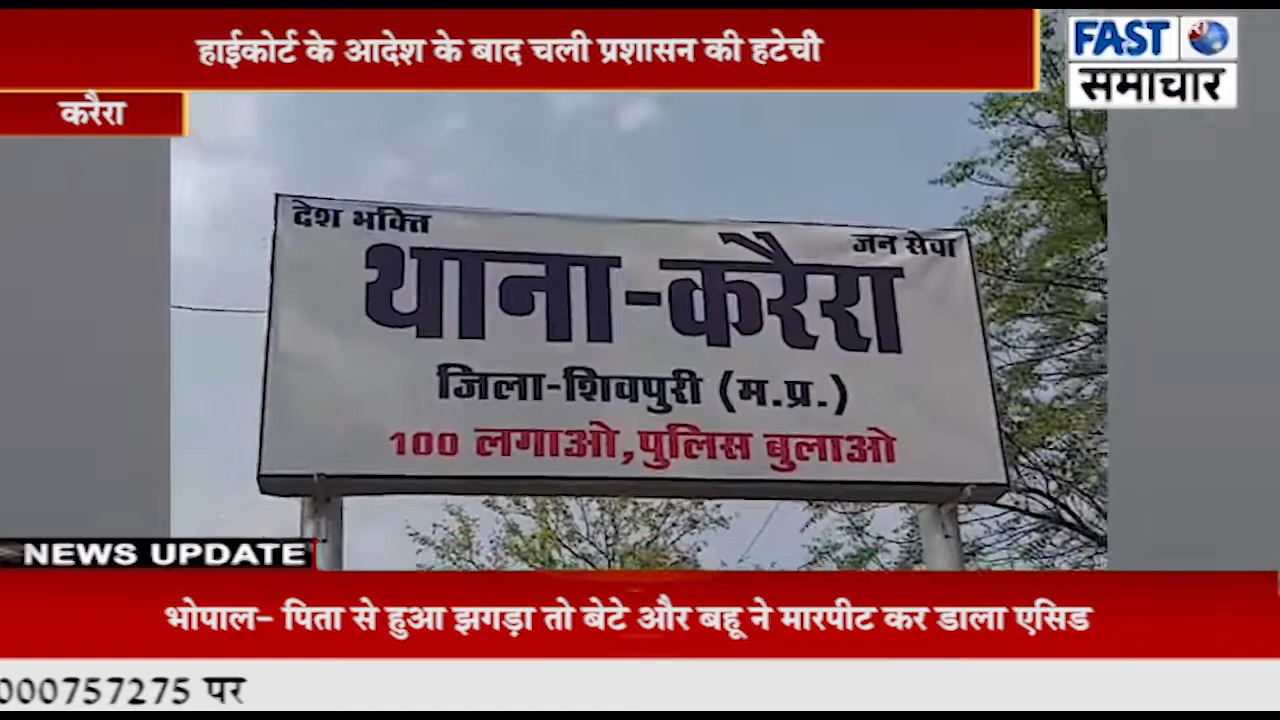 हाईकोर्ट के आदेश के बाद चली प्रशासन की हटेची
FAST
समाचार
करैरा
देश भक्ति
जन सेवा
थाना-करैरा
जिला-शिवपुरी (म.प्र.)
100 लगाओ,पुलिस बुलाओ
NEWS UPDATE
भोपाल- पिता से हुआ झगड़ा तो बेटे और बहू ने मारपीट कर डाला एसिड
000757275 पर